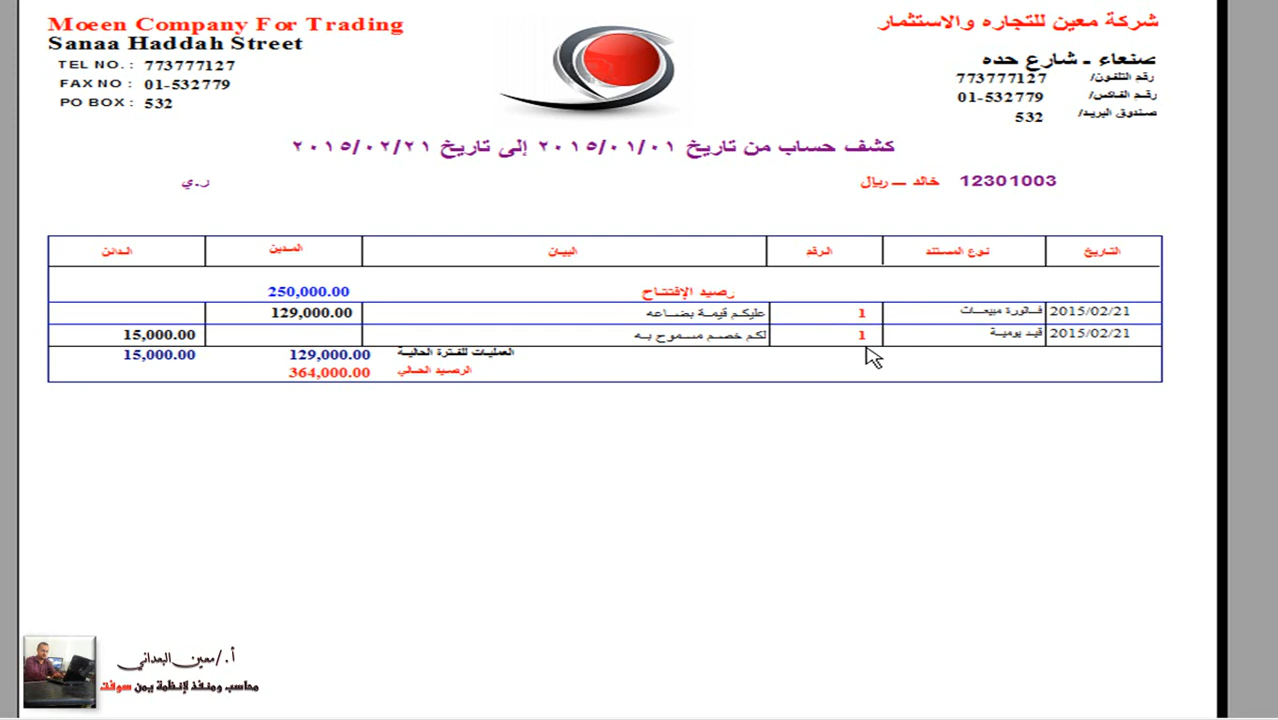 Moeen Company For Trading
Sanaa Haddah Street
TEL NO. : 773777127
FAX NO : 01-532779
PO BOX : 532
شركة معين للتجاره والاستثمار
صنعاء - شارع حده
رقم التلفون/ 773777127
رقم الفاكس/ 01-532779
صندوق البريد/ 532
كشف حساب من تاريخ ٢٠١٥/٠١/٠١ إلى تاريخ ٢٠١٥/٠٢/٢١
12301003 خالد - ريال ر.ي
التاريخ نوع المستند الرقم البيان المدين الدائن
رصيد الإفتتاح 250,000.00
2015/02/21 فاتورة مبيعات 1 عليكم قيمة بضاعه 129,000.00
2015/02/21 قيد يومية 1 لكم خصم مسموح به 15,000.00
العمليات للفترة الحالية 129,000.00 15,000.00
الرصيد الحالي 364,000.00
أ./معين البعداني
محاسب ومنفذ لإنظمة يمن سوفت